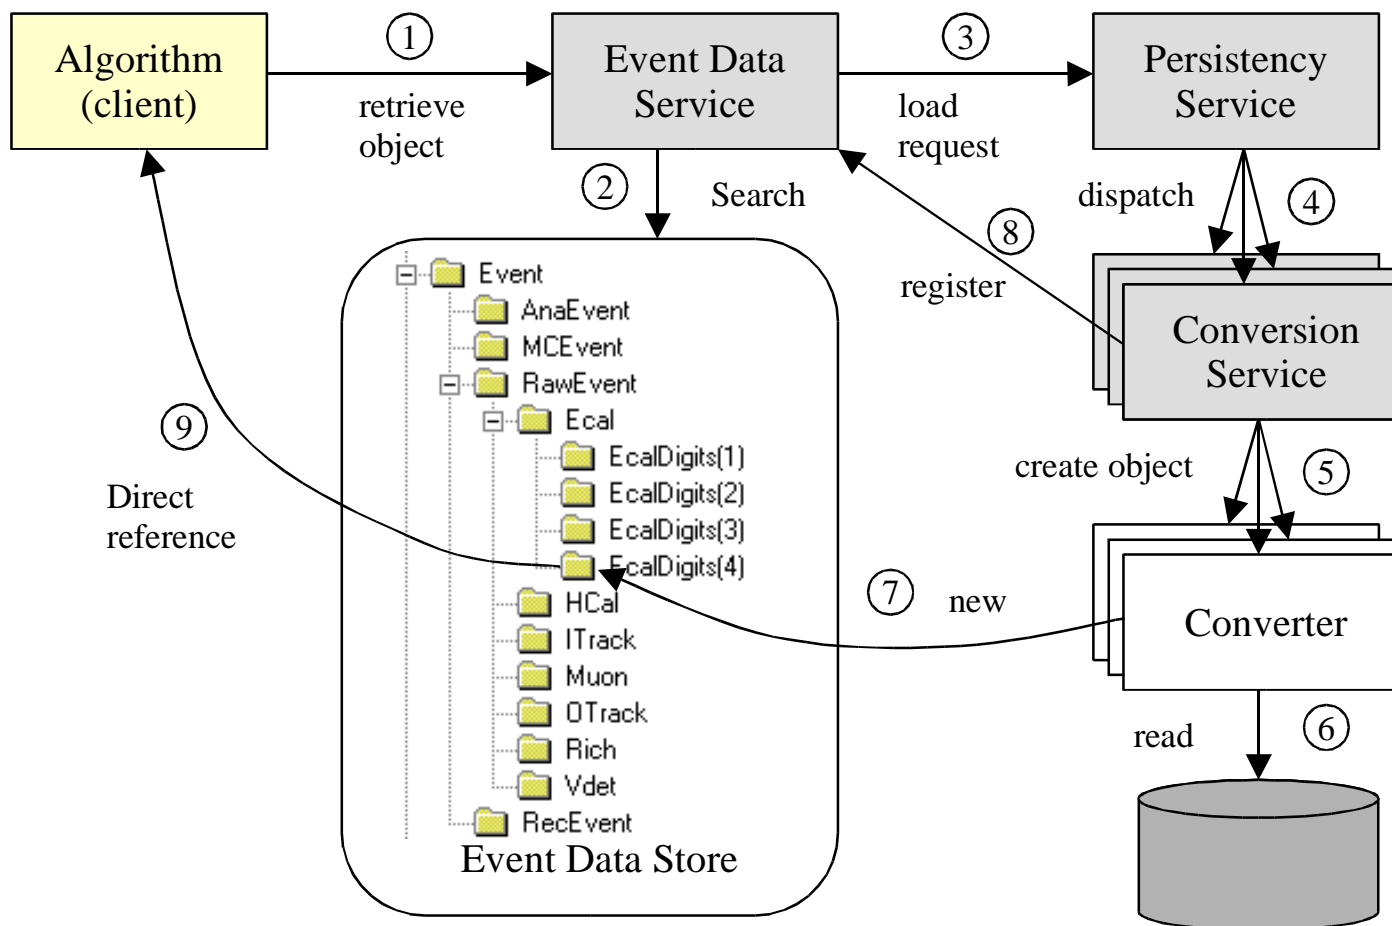 Algorithm
(client)
1
retrieve
object
Event Data
Service
3
load
request
Persistency
Service
2
Search
dispatch
4
8
register
Conversion
Service
Event
AnaEvent
MCEvent
RawEvent
Ecal
EcalDigits(1)
EcalDigits(2)
EcalDigits(3)
EcalDigits(4)
HCal
ITrack
Muon
OTrack
Rich
Vdet
RecEvent
Event Data Store
9
Direct
reference
create object
5
7
new
Converter
read
6